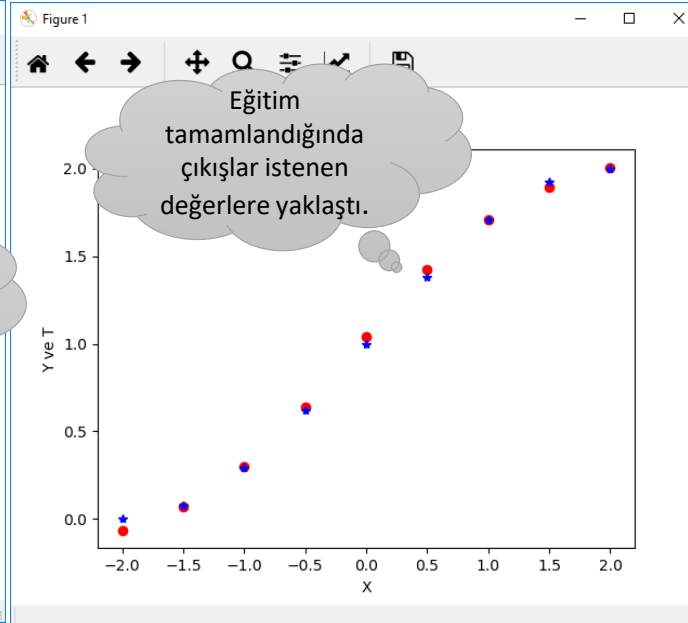 Figure 1
Eğitim
tamamlandığında
çıkışlar istenen
değerlere yaklaştı.
2.0
1.5
1.0
0.5
0.0
Y ve T
−2.0 −1.5 −1.0 −0.5 0.0 0.5 1.0 1.5 2.0
X